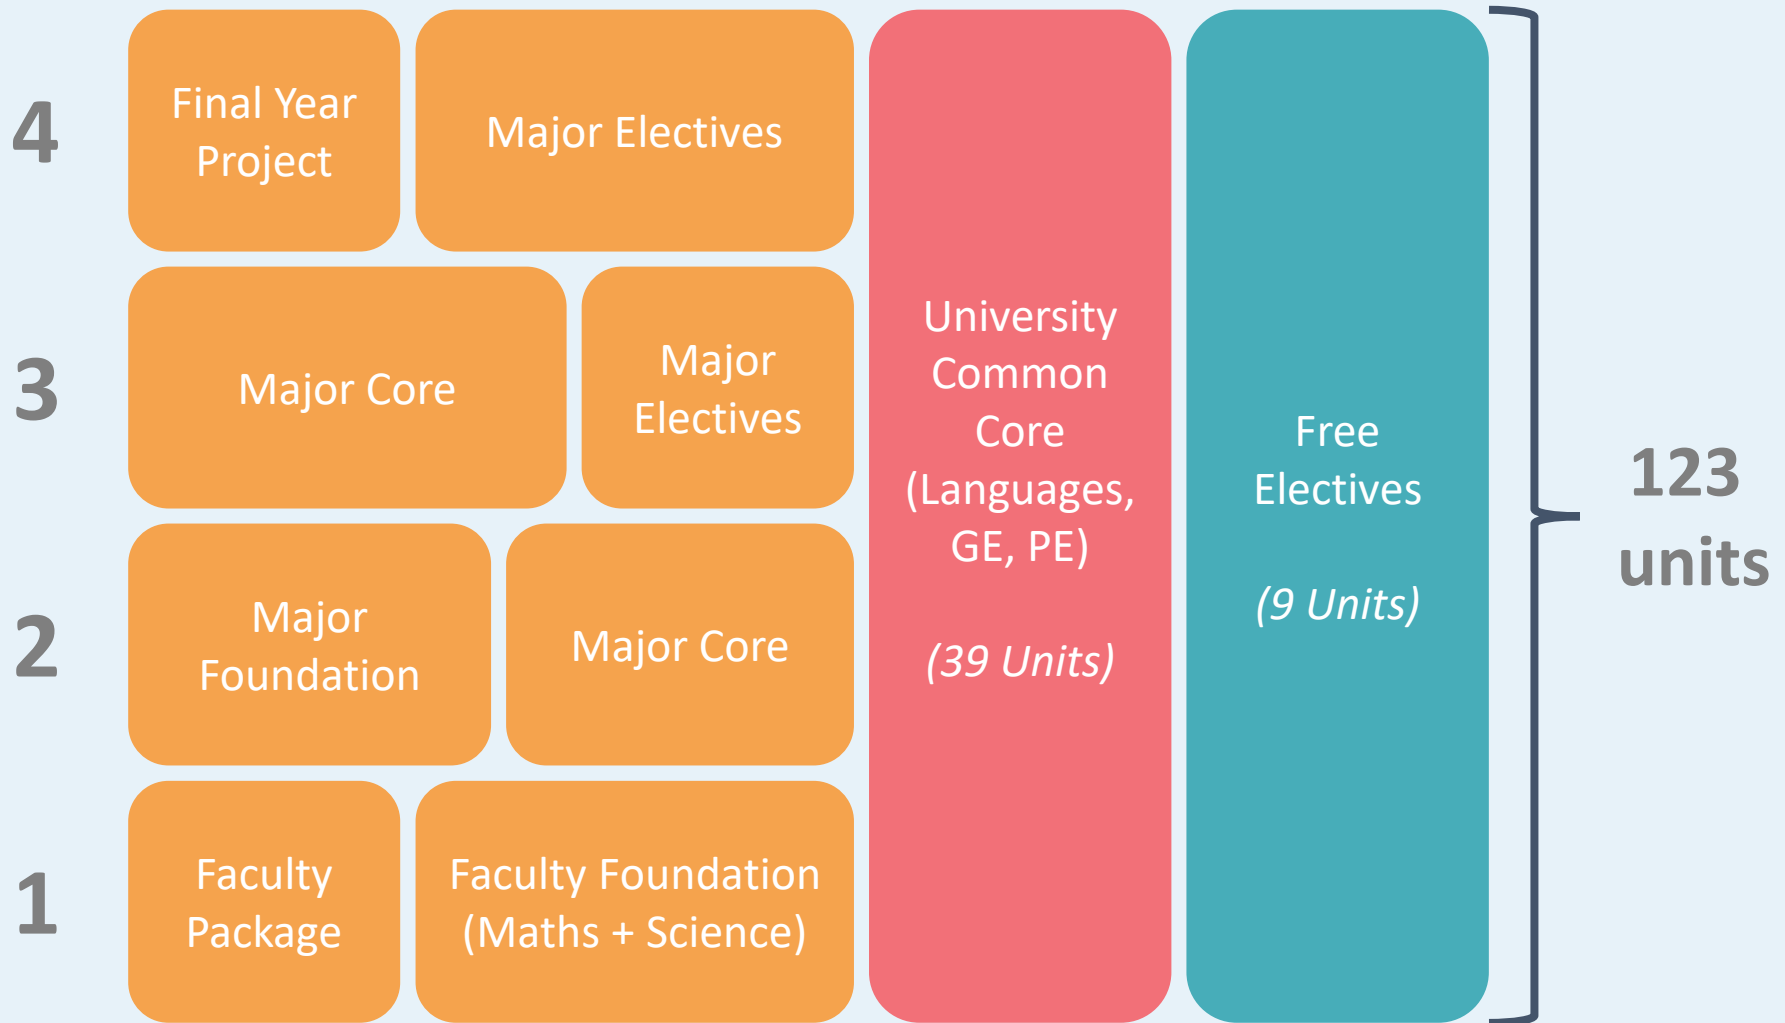 4
Final Year
Project
Major Electives
3
Major Core
Major
Electives
2
Major
Foundation
Major Core
1
Faculty
Package
Faculty Foundation
(Maths + Science)
University
Common
Core
(Languages,
GE, PE)
(39 Units)
Free
Electives
(9 Units)
123
units